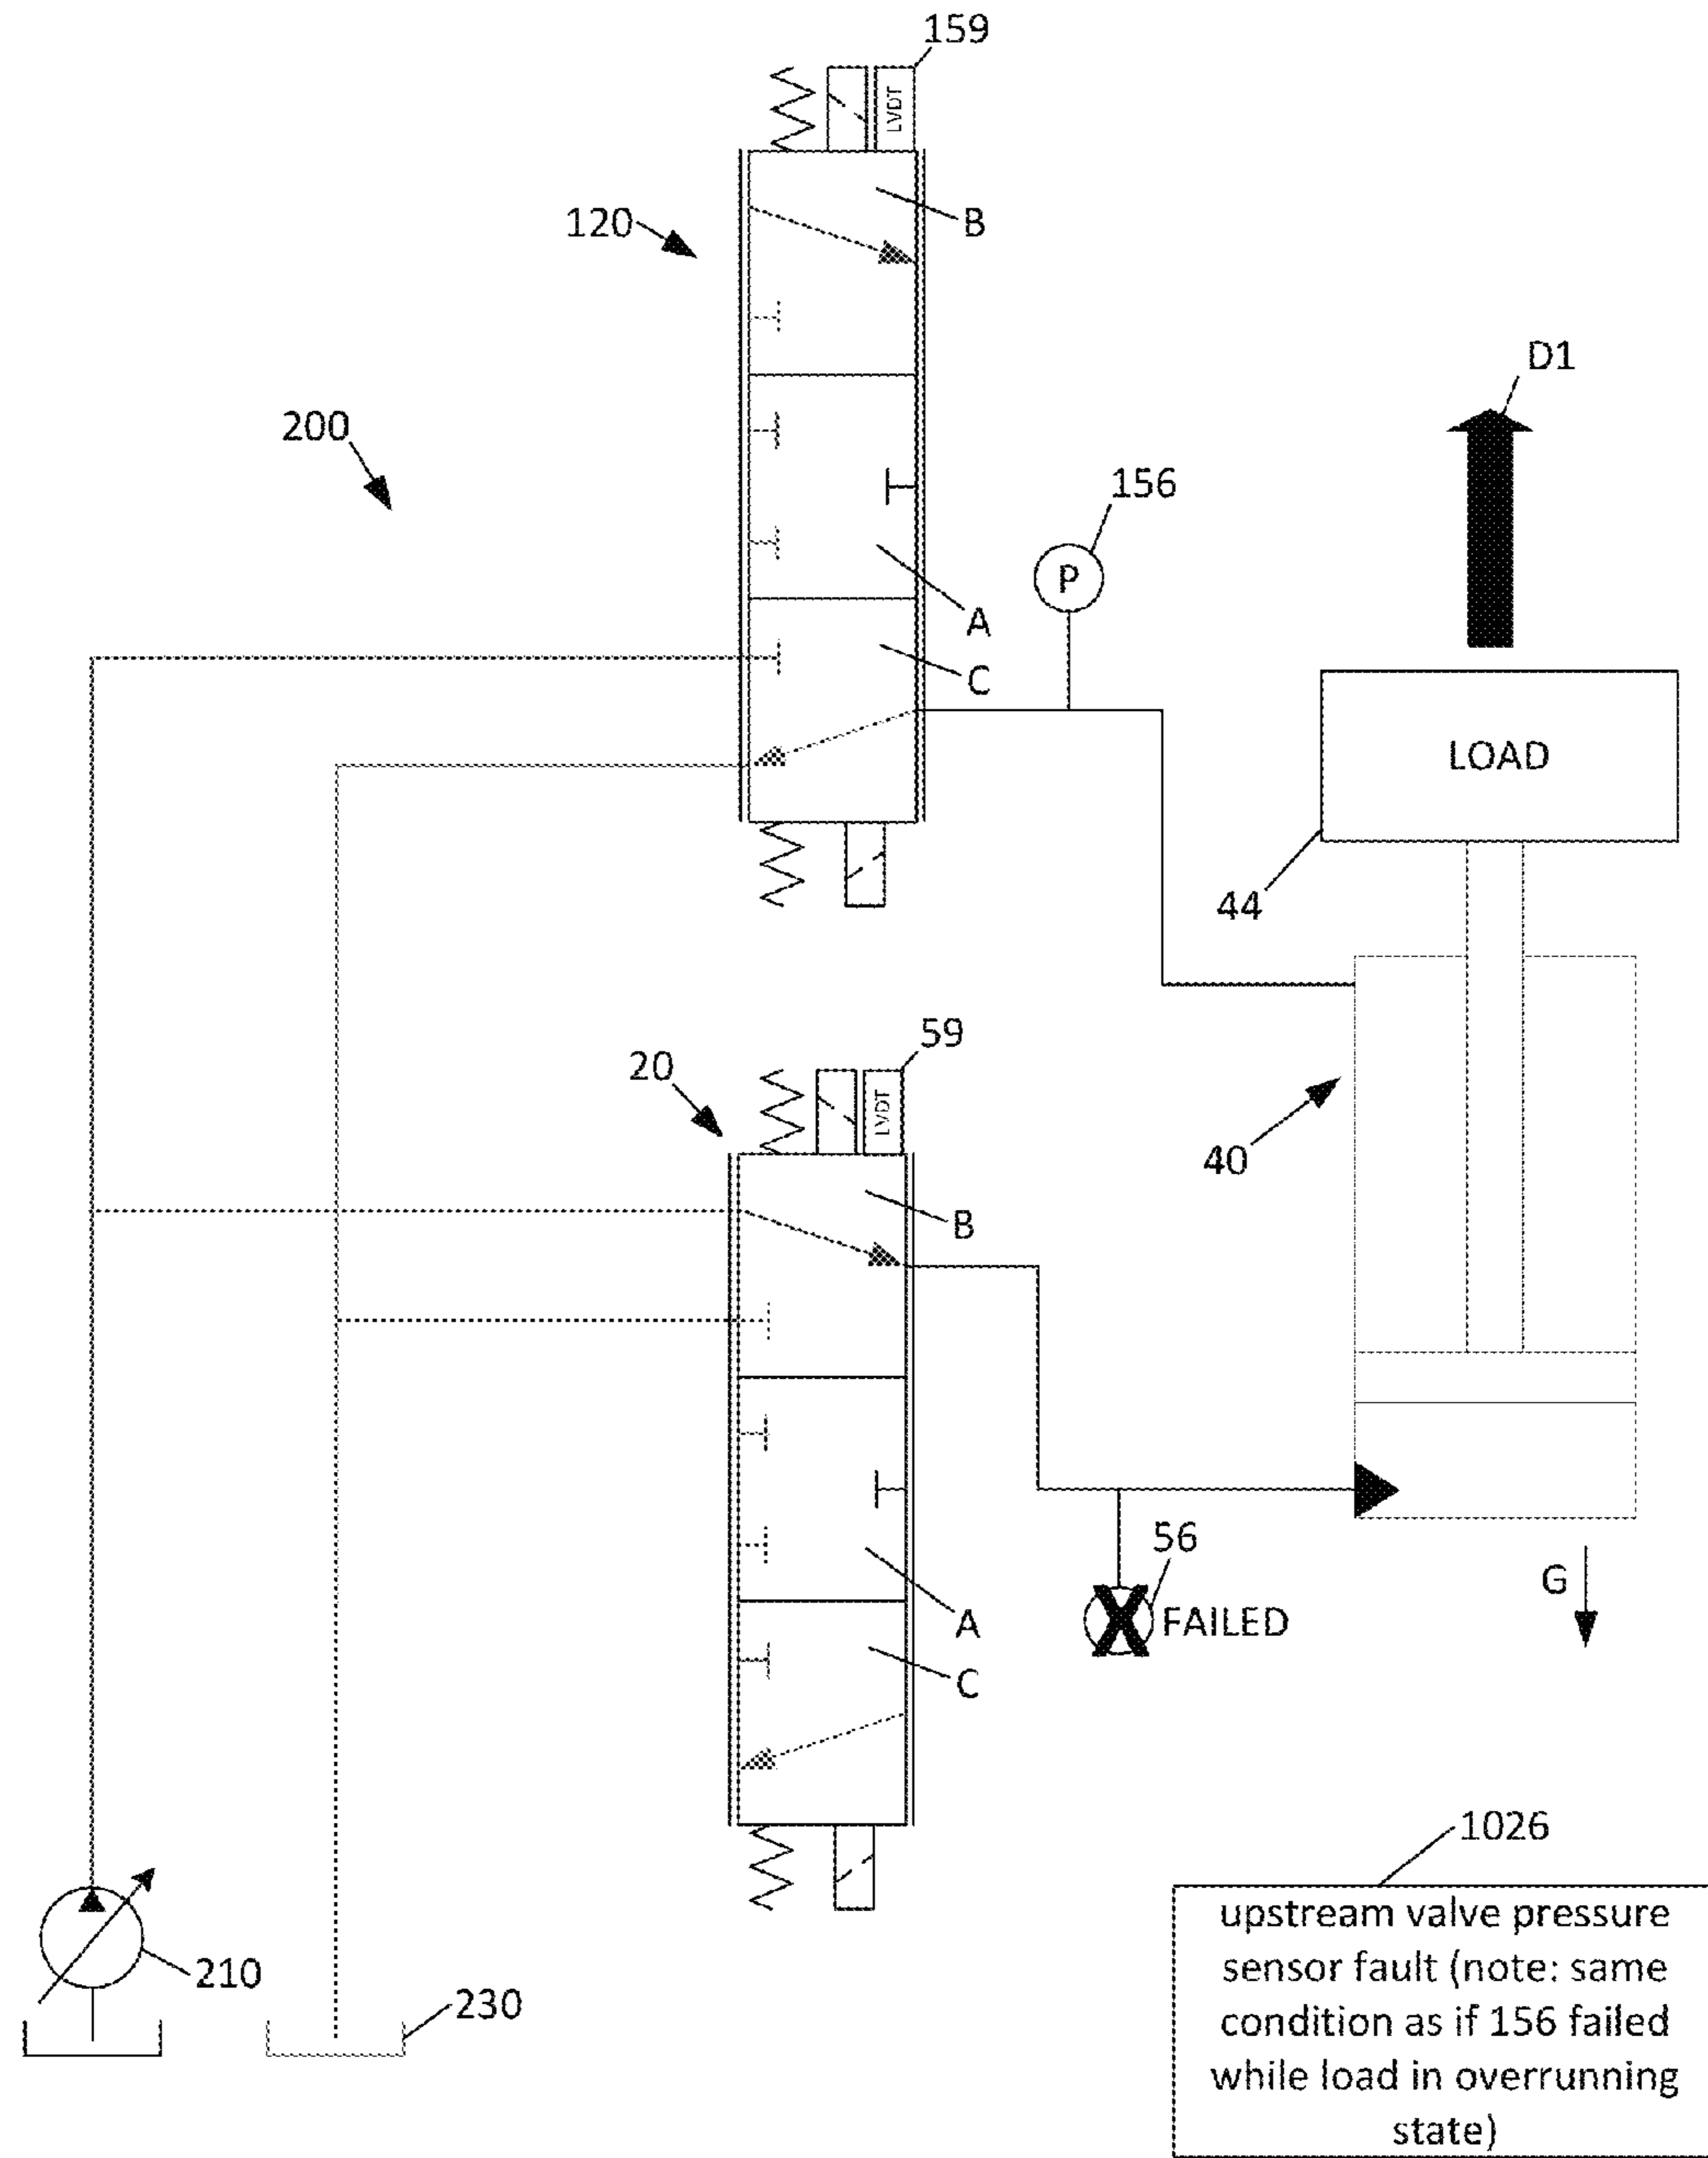 159
LVDT
B
120
D1
200
156
P
A
C
LOAD
44
59
20
LVDT
40
B
56
FAILED
G
A
C
1026
upstream valve pressure
sensor fault (note: same
condition as if 156 failed
while load in overrunning
state)
210
230